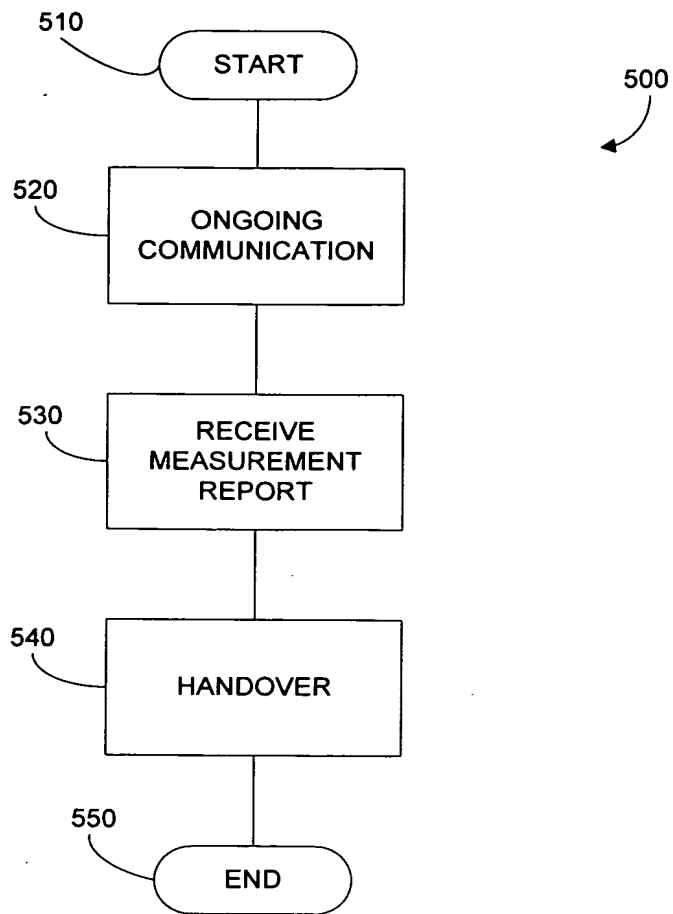 510
START
500
520
ONGOING
COMMUNICATION
530
RECEIVE
MEASUREMENT
REPORT
540
HANDOVER
550
END